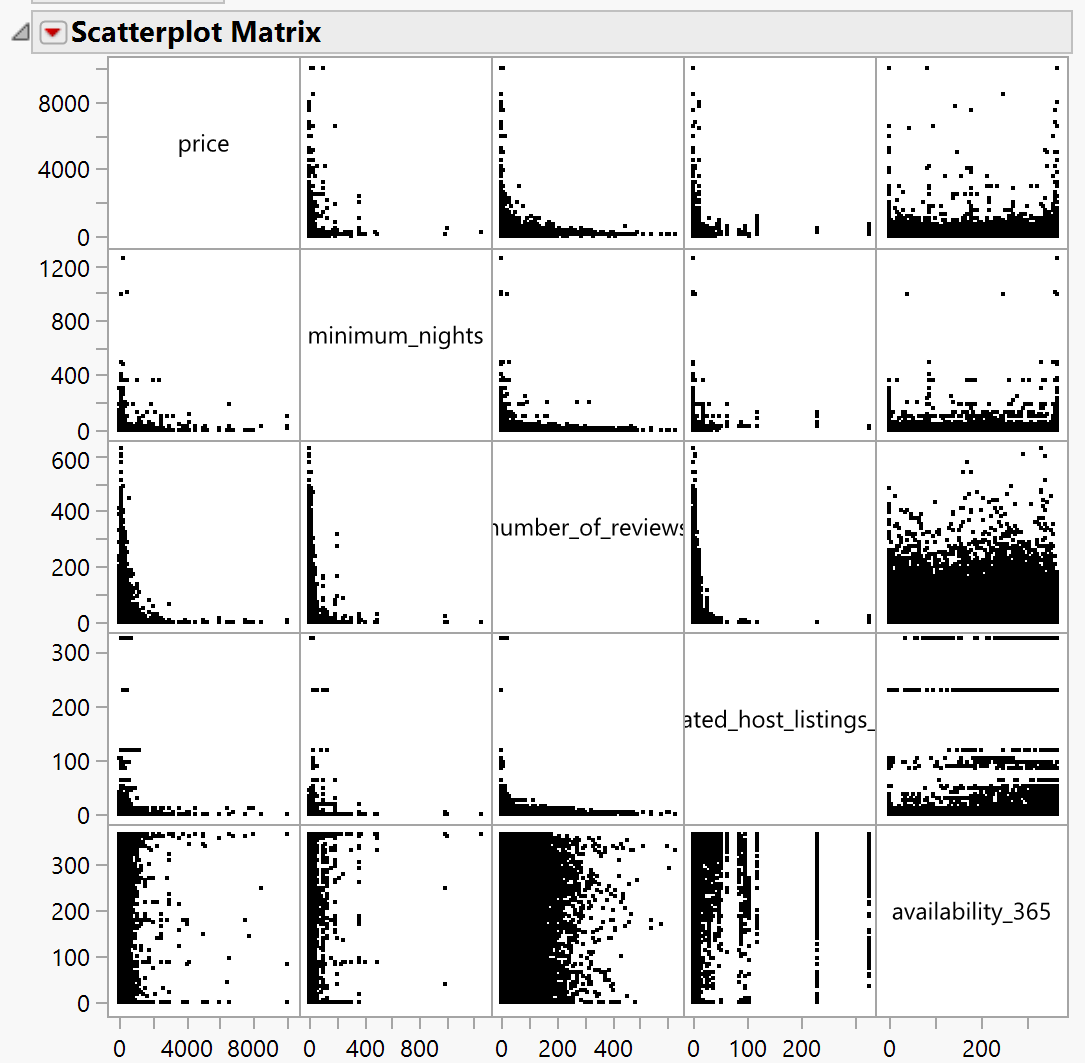 Scatterplot Matrix
8000
4000
0
price
1200
800
400
0
minimum_nights
600
400
200
0
number_of_reviews
300
200
100
0
ated_host_listings_
300
200
100
0
availability_365
0 4000 8000 0 400 800 0 200 400 0 100 200 0 200